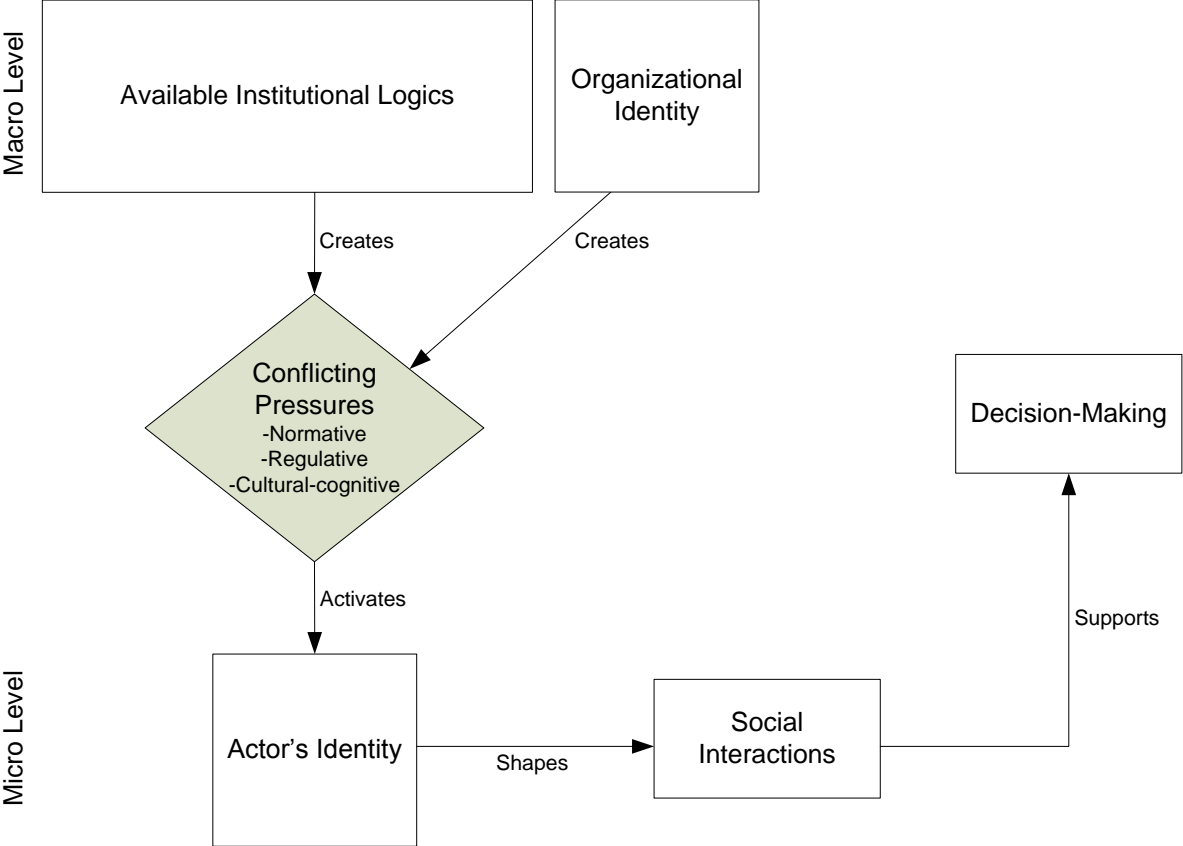 Macro Level
Available Institutional Logics
Organizational
Identity
Creates
Creates
Conflicting
Pressures
-Normative
-Regulative
-Cultural-cognitive
Decision-Making
Activates
Supports
Micro Level
Actor's Identity
Shapes
Social
Interactions